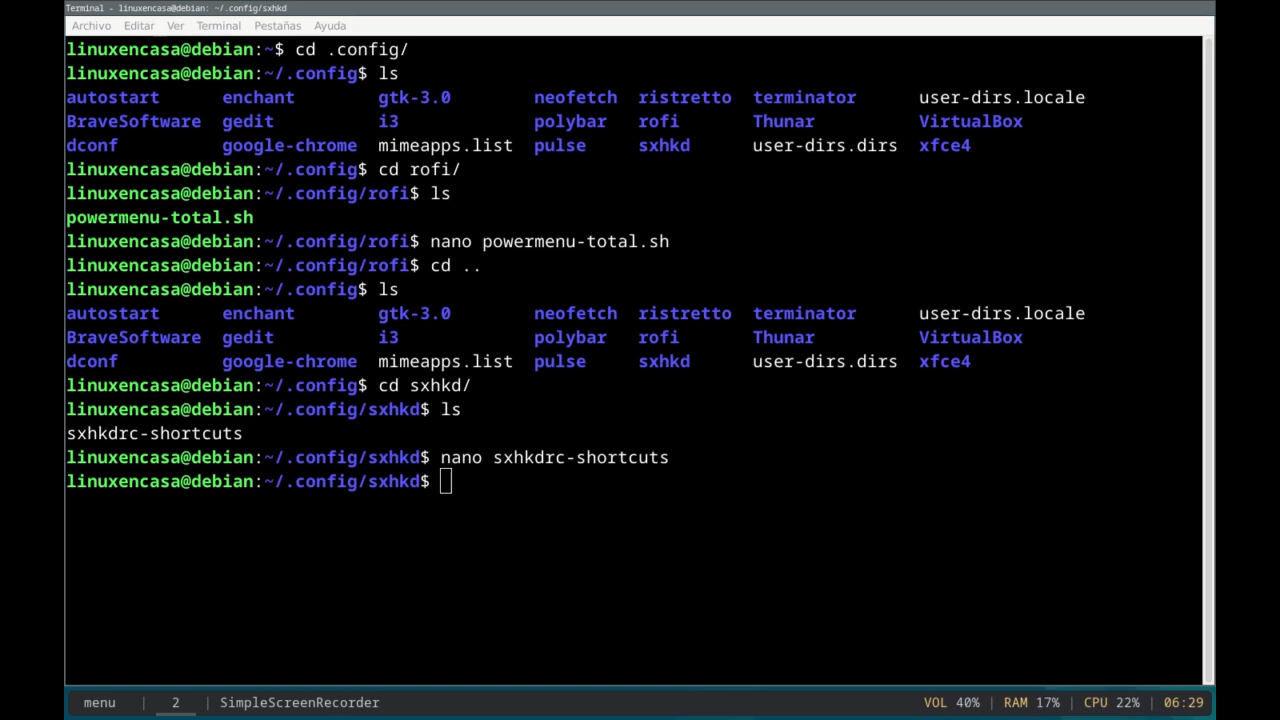 Terminal - linuxencasa@debian: ~/.config/sxhkd
Archivo Editar Ver Terminal Pestañas Ayuda
linuxencasa@debian:~$ cd .config/
linuxencasa@debian:~/.config$ ls
autostart enchant gtk-3.0 neofetch ristretto terminator user-dirs.locale
BraveSoftware gedit i3 polybar rofi Thunar VirtualBox
dconf google-chrome mimeapps.list pulse sxhkd user-dirs.dirs xfce4
linuxencasa@debian:~/.config$ cd rofi/
linuxencasa@debian:~/.config/rofi$ ls
powermenu-total.sh
linuxencasa@debian:~/.config/rofi$ nano powermenu-total.sh
linuxencasa@debian:~/.config/rofi$ cd ..
linuxencasa@debian:~/.config$ ls
autostart enchant gtk-3.0 neofetch ristretto terminator user-dirs.locale
BraveSoftware gedit i3 polybar rofi Thunar VirtualBox
dconf google-chrome mimeapps.list pulse sxhkd user-dirs.dirs xfce4
linuxencasa@debian:~/.config$ cd sxhkd/
linuxencasa@debian:~/.config/sxhkd$ ls
sxhkdrc-shortcuts
linuxencasa@debian:~/.config/sxhkd$ nano sxhkdrc-shortcuts
linuxencasa@debian:~/.config/sxhkd$
menu | 2 | SimpleScreenRecorder VOL 40% | RAM 17% | CPU 22% | 06:29